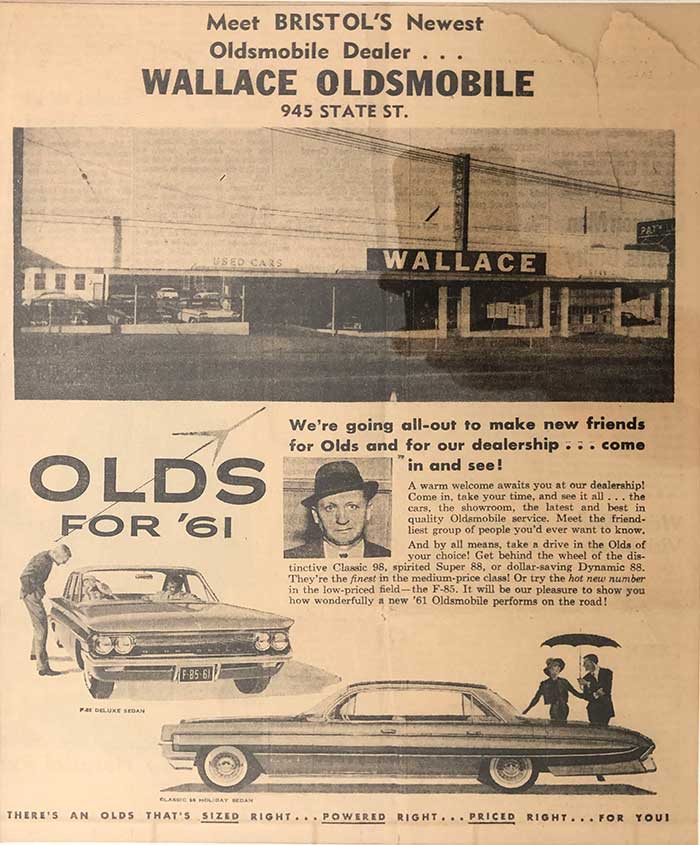 Meet BRISTOL'S Newest
Oldsmobile Dealer . . .
WALLACE OLDSMOBILE
945 STATE ST.
USED CARS
WALLACE
OLDS
FOR '61
We're going all-out to make new friends
for Olds and for our dealership . . . come
in and see!
A warm welcome awaits you at our dealership!
Come in, take your time, and see it all . . . the
cars, the showroom, the latest and best in
quality Oldsmobile service. Meet the friend-
liest group of people you'd ever want to know.
And by all means, take a drive in the Olds of
your choice! Get behind the wheel of the dis-
tinctive Classic 98, spirited Super 88, or dollar-saving Dynamic 88.
They're the finest in the medium-price class! Or try the hot new number
in the low-priced field—the F-85. It will be our pleasure to show you
how wonderfully a new '61 Oldsmobile performs on the road!
F-85-61
F-85 DELUXE SEDAN
CLASSIC 98 HOLIDAY SEDAN
THERE'S AN OLDS THAT'S SIZED RIGHT... POWERED RIGHT... PRICED RIGHT... FOR YOU!